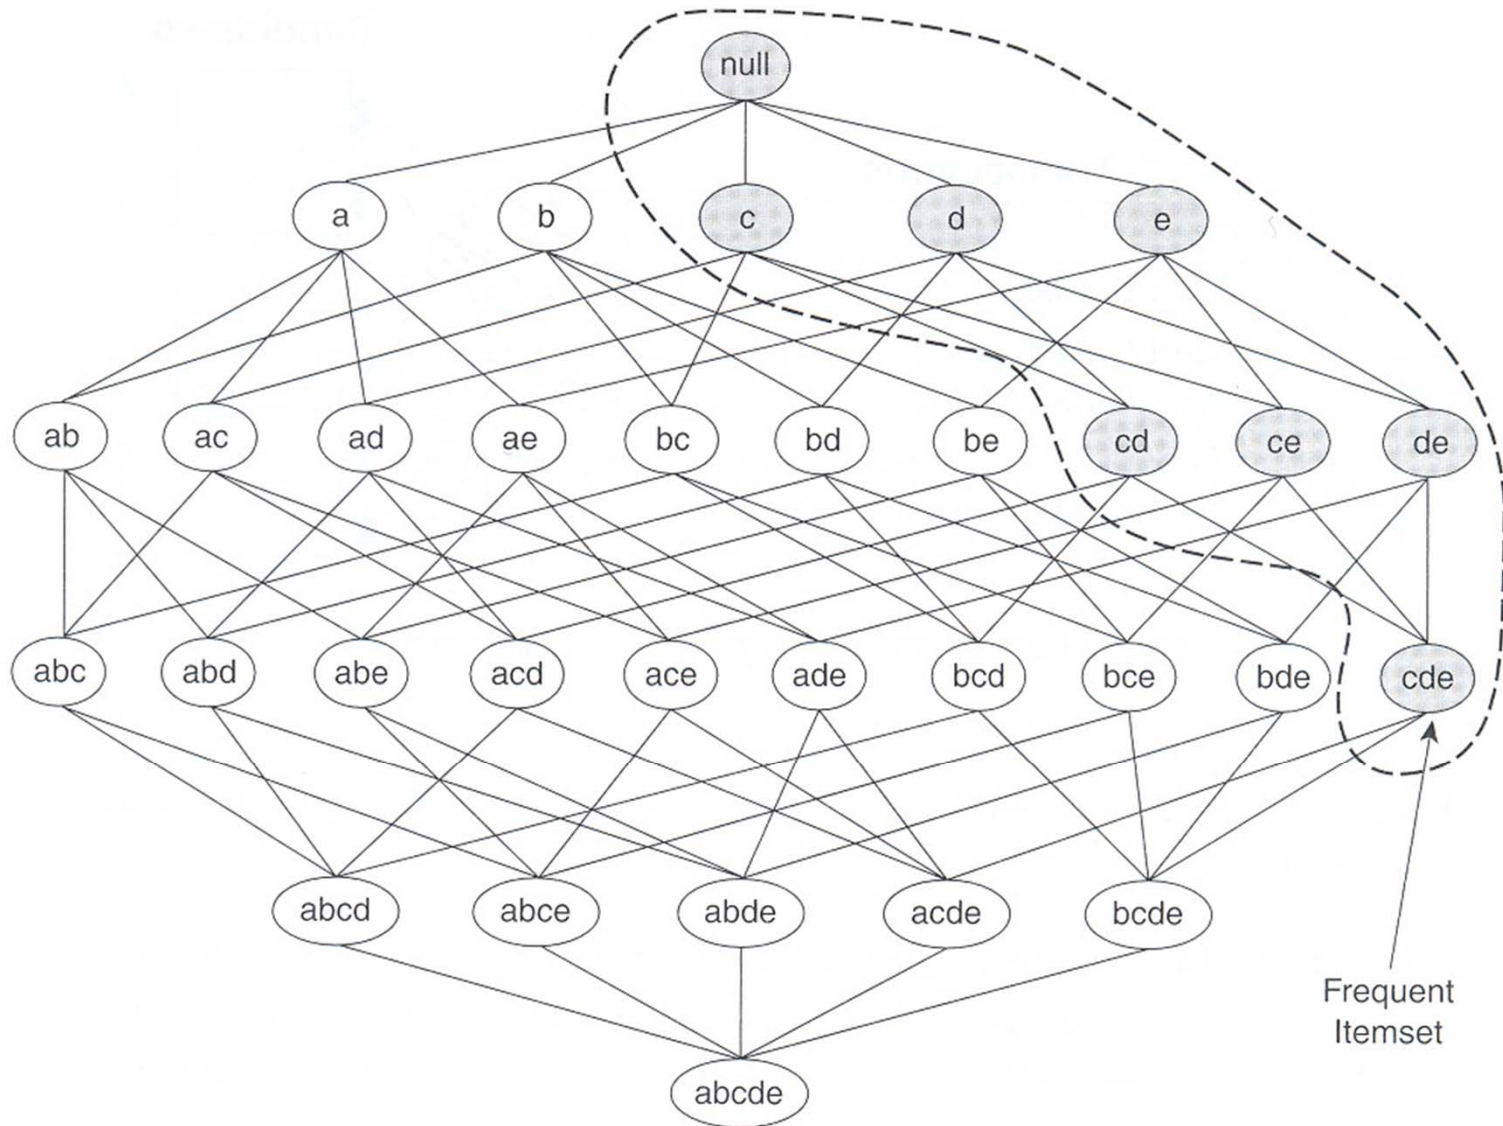 null
a b c d e
ab ac ad ae bc bd be cd ce de
abc abd abe acd ace ade bcd bce bde cde
abcd abce abde acde bcde
Frequent
Itemset
abcde